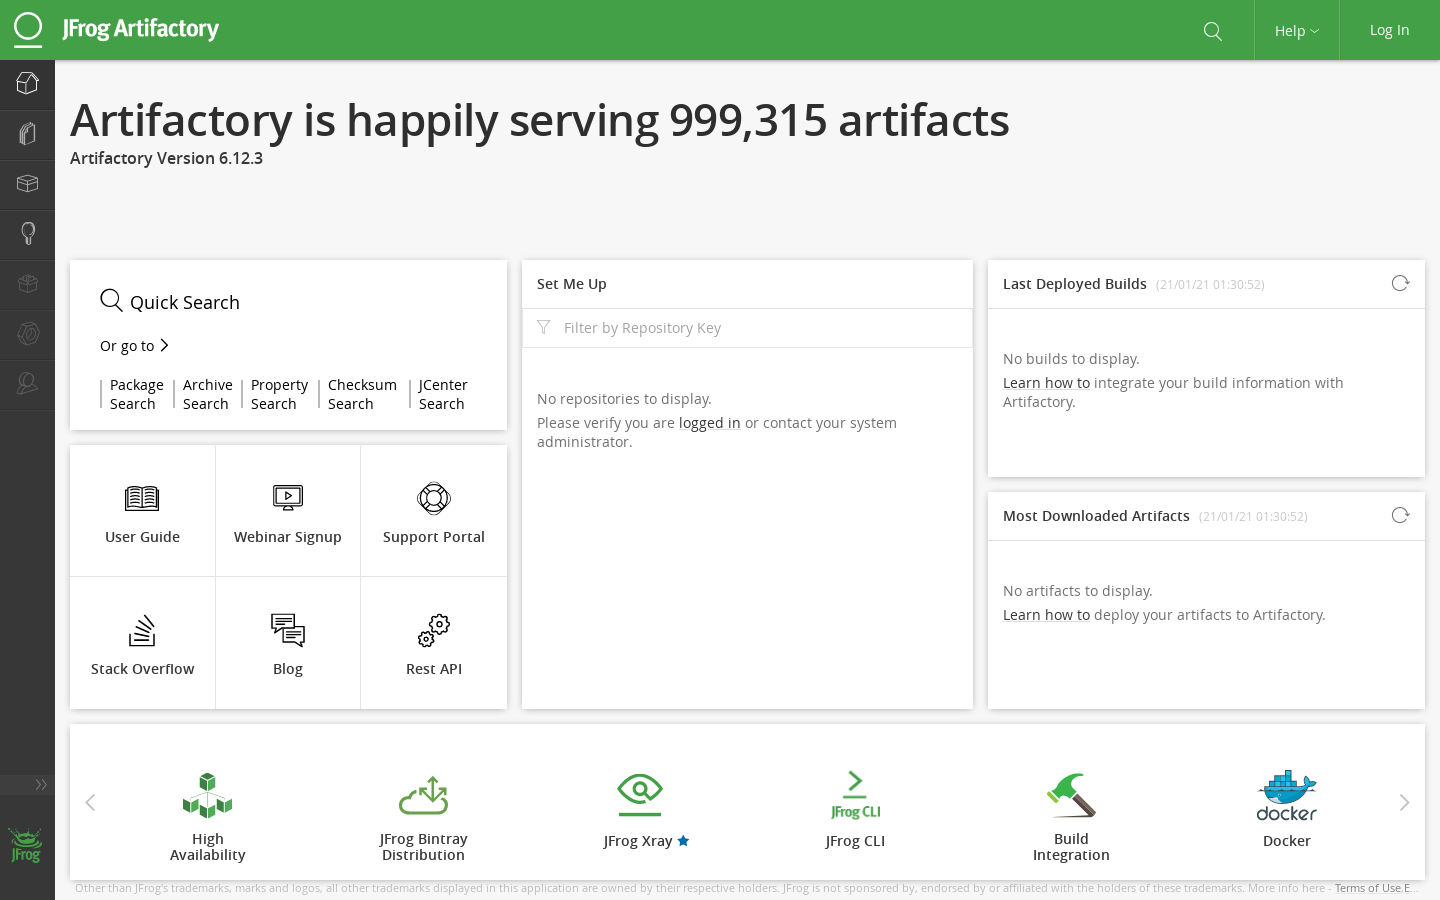 JFrog Artifactory
Help
Log In
Artifactory is happily serving 999,315 artifacts
Artifactory Version 6.12.3
Quick Search
Or go to
Package Search
Archive Search
Property Search
Checksum Search
JCenter Search
User Guide
Webinar Signup
Support Portal
Stack Overflow
Blog
Rest API
Set Me Up
Filter by Repository Key
No repositories to display.
Please verify you are logged in or contact your system
administrator.
Last Deployed Builds (21/01/21 01:30:52)
No builds to display.
Learn how to integrate your build information with
Artifactory.
Most Downloaded Artifacts (21/01/21 01:30:52)
No artifacts to display.
Learn how to deploy your artifacts to Artifactory.
High
Availability
JFrog Bintray
Distribution
JFrog Xray
JFrog CLI
JFrog CLI
Build
Integration
docker
Docker
JFrog
Other than JFrog's trademarks, marks and logos, all other trademarks displayed in this application are owned by their respective holders. JFrog is not sponsored by, endorsed by or affiliated with the holders of these trademarks. More info here - Terms of Use.E...